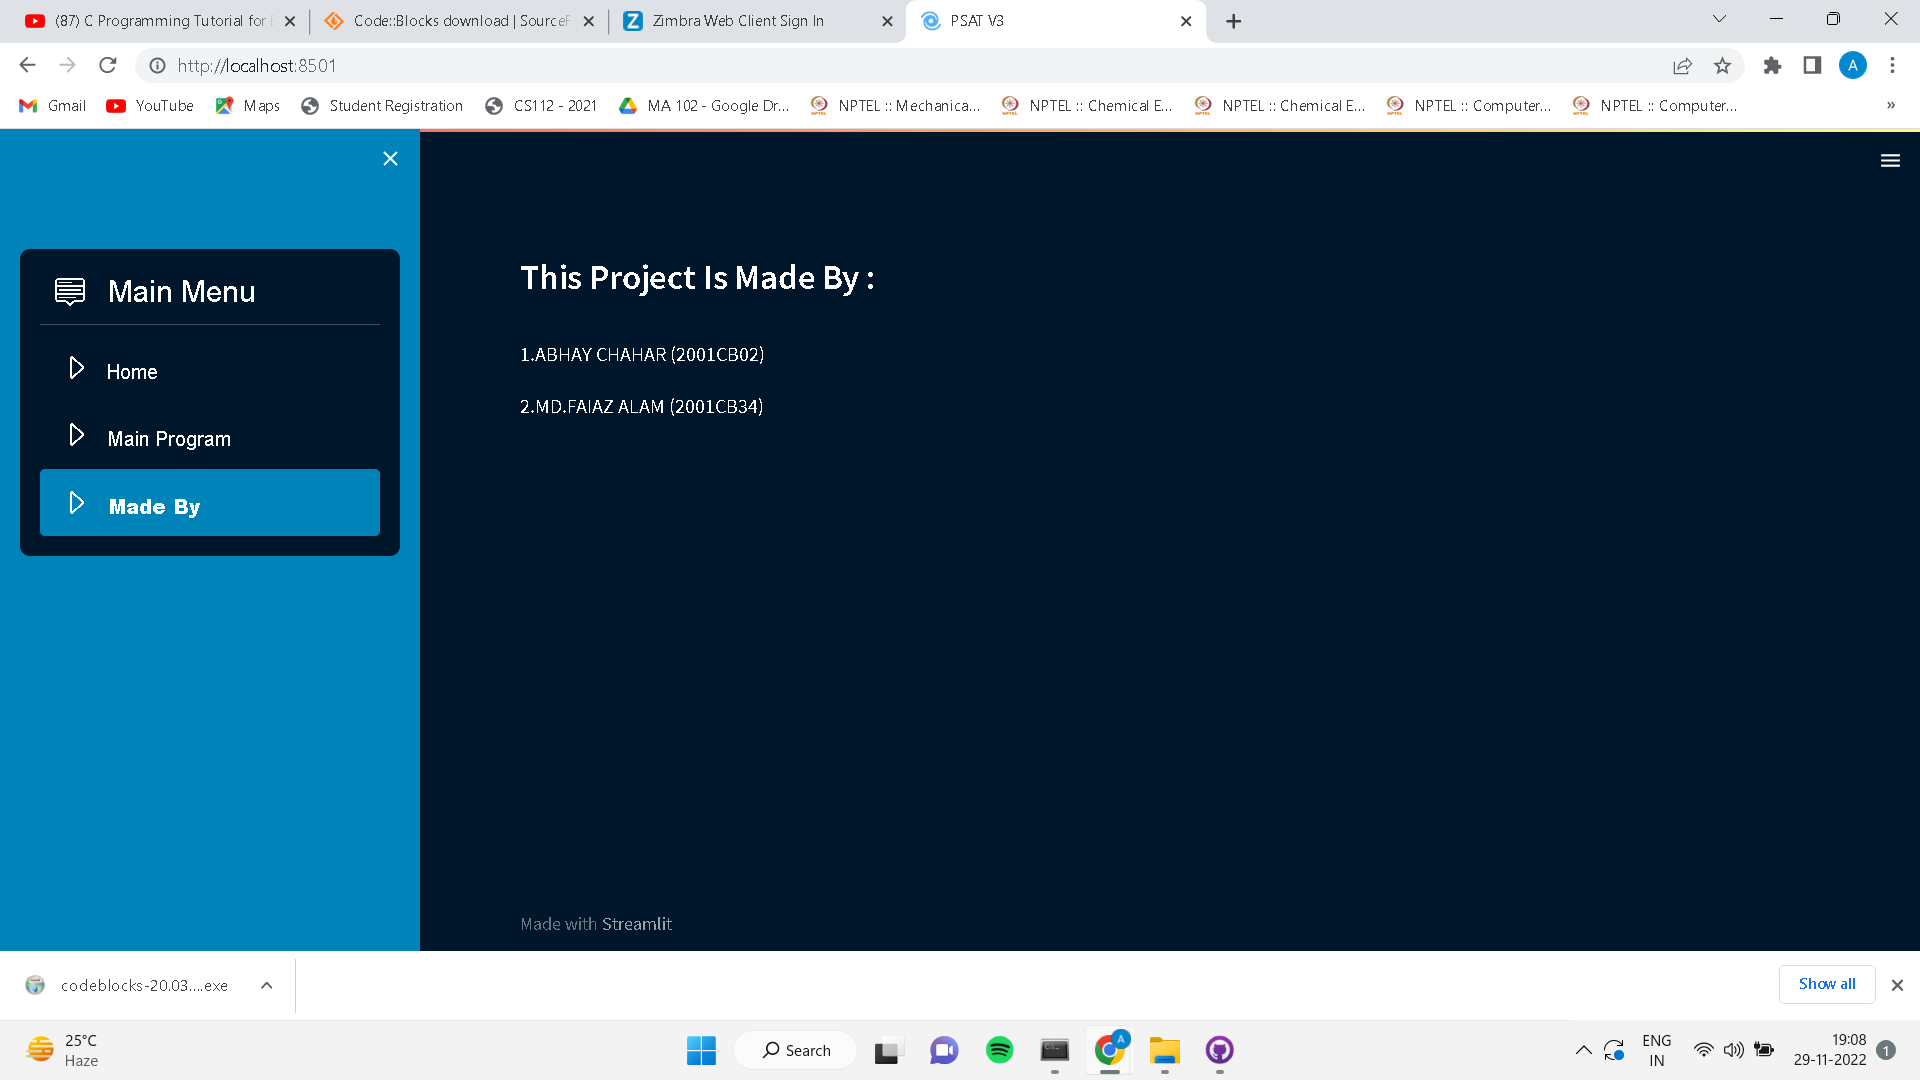 (87) C Programming Tutorial for
Code::Blocks download | Source
Zimbra Web Client Sign In
PSAT V3
http://localhost:8501
A
Gmail
YouTube
Maps
Student Registration
CS112 - 2021
MA 102 - Google Dr...
NPTEL :: Mechanica...
NPTEL :: Chemical E...
NPTEL :: Chemical E...
NPTEL :: Computer...
NPTEL :: Computer...
»
Main Menu
Home
Main Program
Made By
This Project Is Made By :
1.ABHAY CHAHAR (2001CB02)
2.MD.FAIAZ ALAM (2001CB34)
Made with Streamlit
codeblocks-20.03....exe
Show all
25°C
Haze
Search
A
ENG
IN
19:08
29-11-2022
1